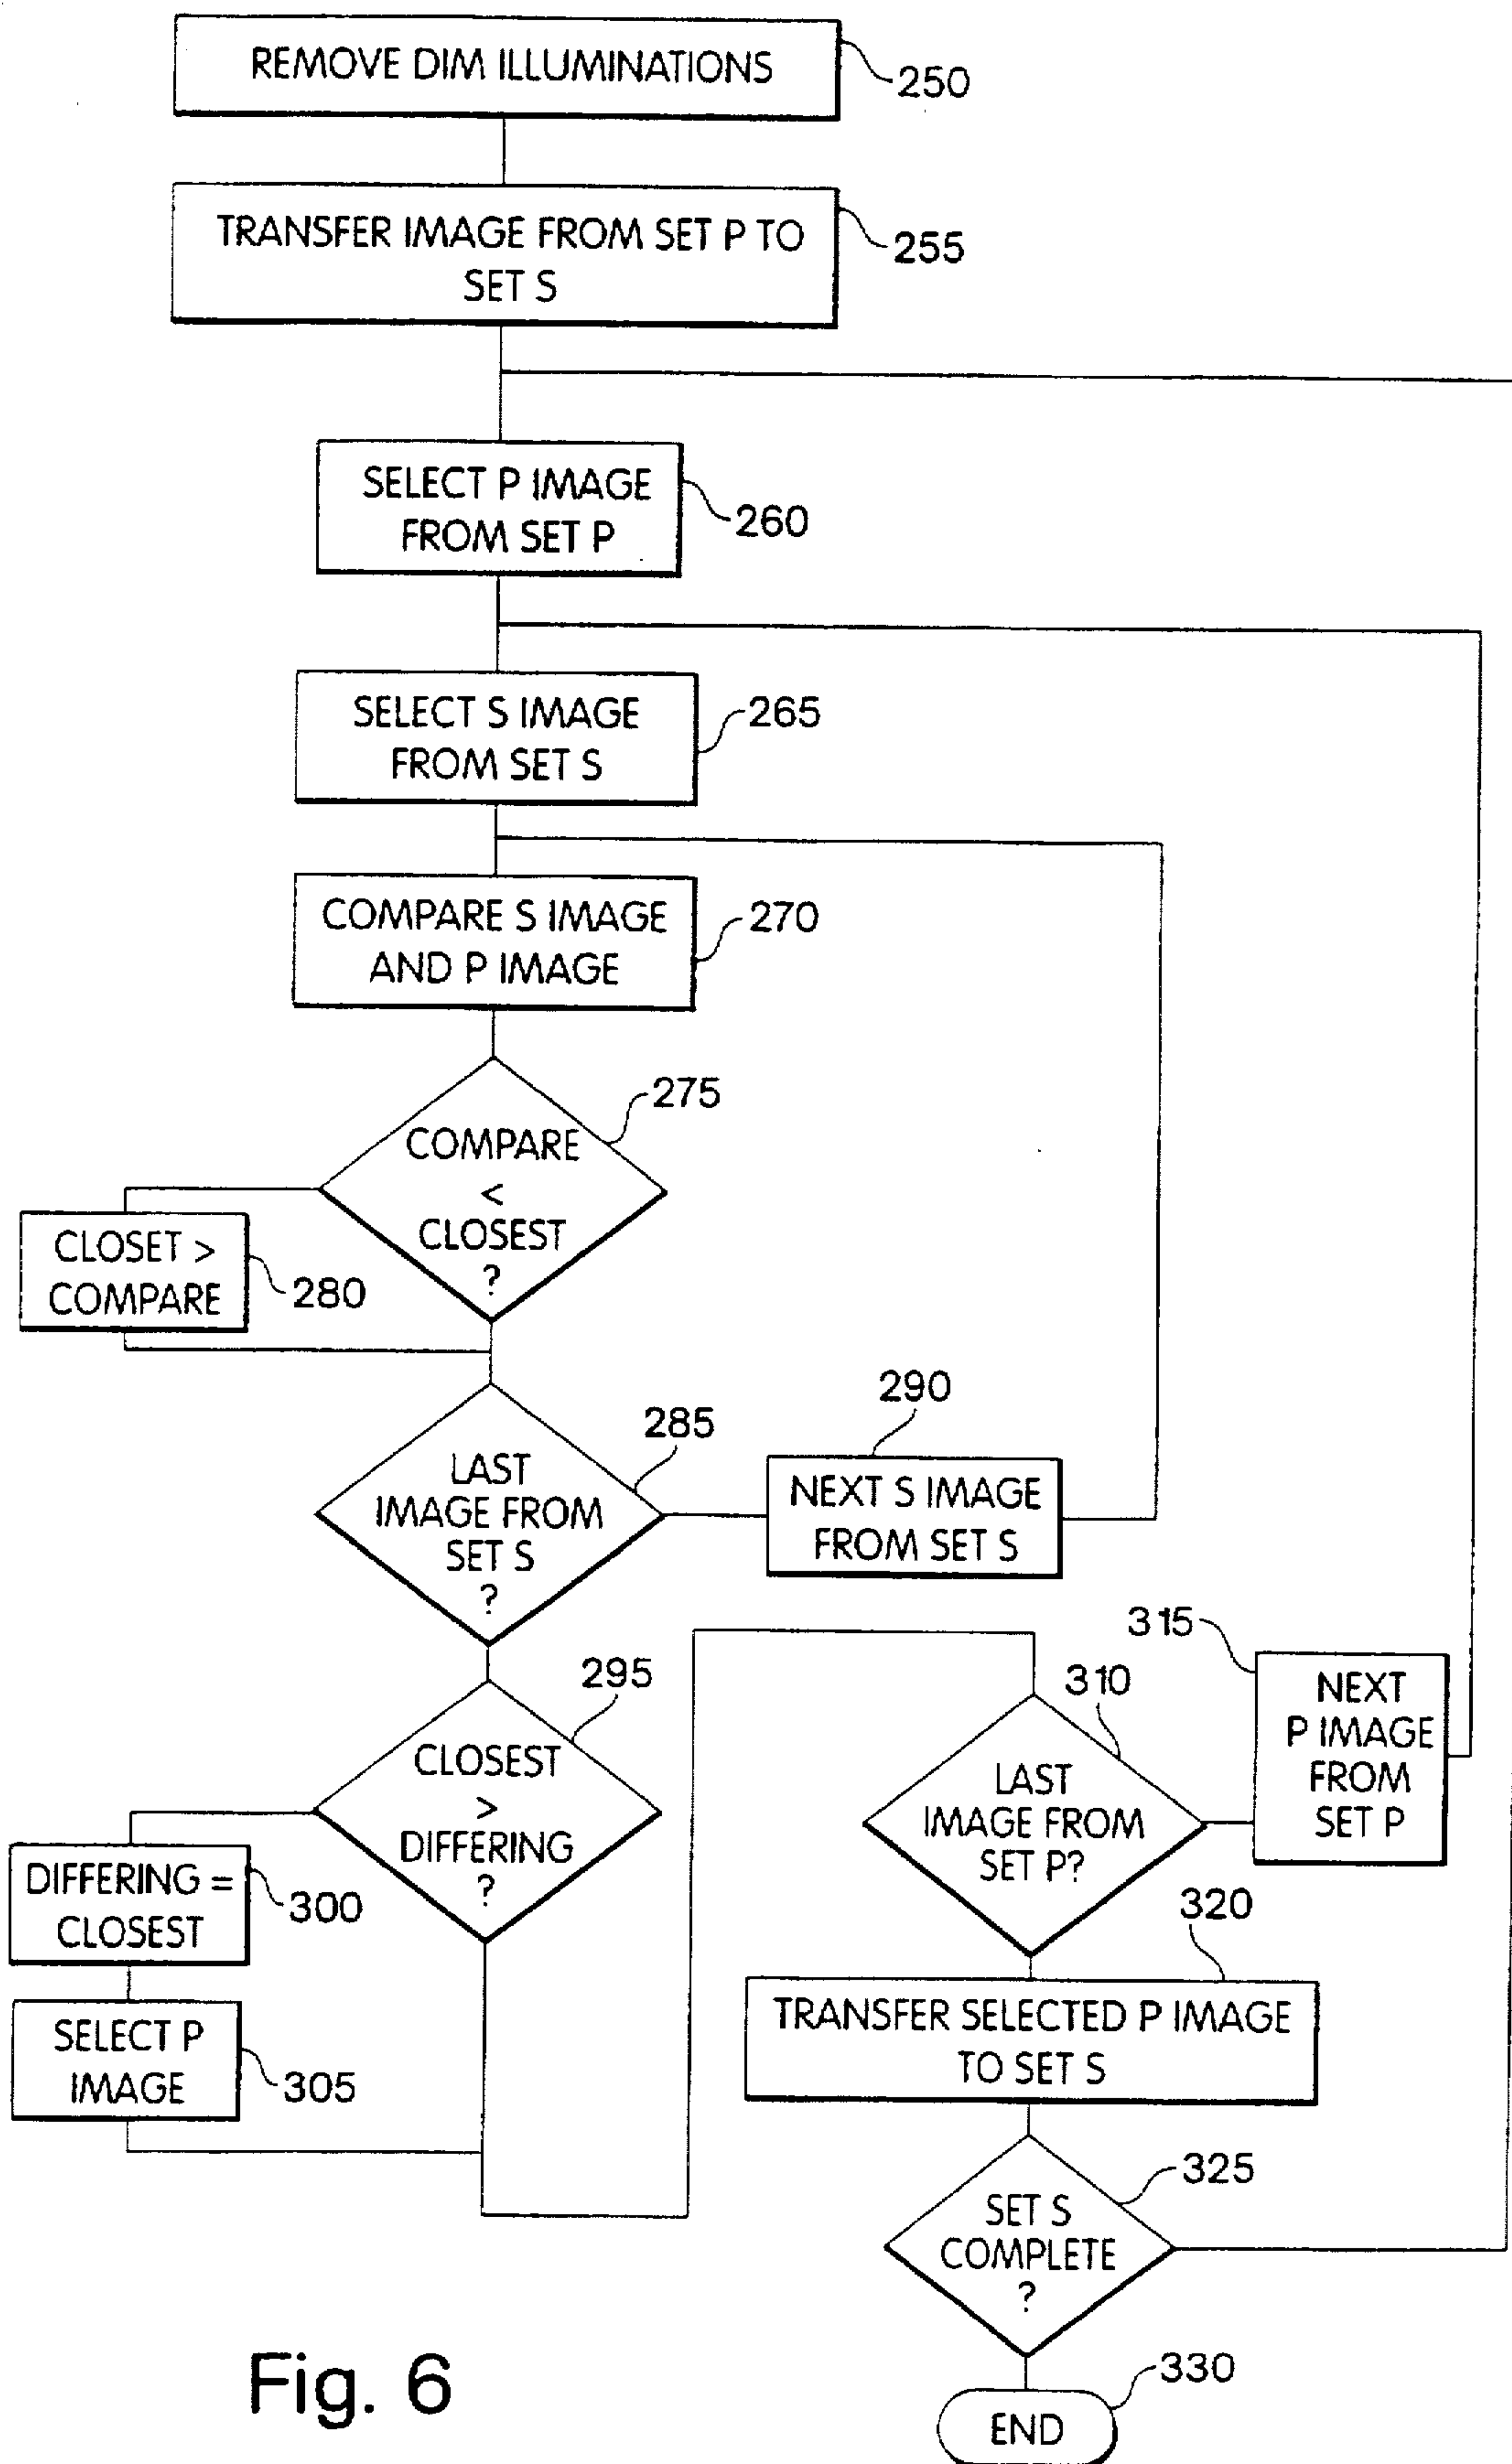 REMOVE DIM ILLUMINATIONS
250
TRANSFER IMAGE FROM SET P TO
SET S
255
SELECT P IMAGE
FROM SET P
260
SELECT S IMAGE
FROM SET S
265
COMPARE S IMAGE
AND P IMAGE
270
COMPARE
<
CLOSEST
?
275
CLOSET >
COMPARE
280
LAST
IMAGE FROM
SET S
?
285
290
NEXT S IMAGE
FROM SET S
CLOSEST
>
DIFFERING
?
295
DIFFERING =
CLOSEST
300
SELECT P
IMAGE
305
LAST
IMAGE FROM
SET P?
310
315
NEXT
P IMAGE
FROM
SET P
320
TRANSFER SELECTED P IMAGE
TO SET S
SET S
COMPLETE
?
325
END
330
Fig. 6